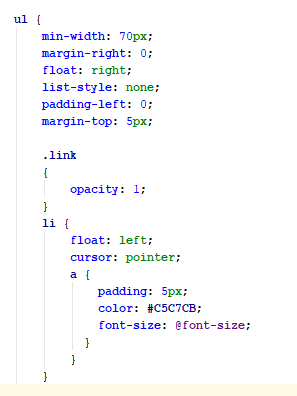 ul {
min-width: 70px;
margin-right: 0;
float: right;
list-style: none;
padding-left: 0;
margin-top: 5px;
.link
{
opacity: 1;
}
li {
float: left;
cursor: pointer;
a {
padding: 5px;
color: #C5C7CB;
font-size: @font-size;
}
}
}